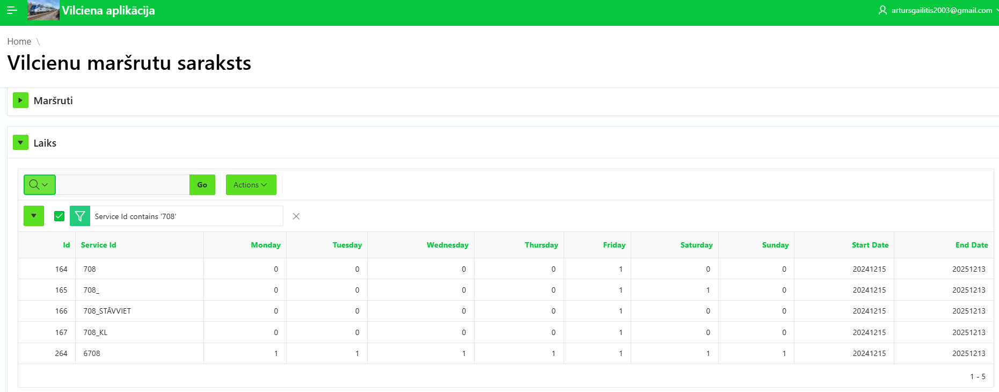 Vilciena aplikācija
artursgailitis2003@gmail.com
Home \
Vilcienu maršrutu saraksts
Maršruti
Laiks
Go Actions
Service Id contains '708'
Id Service Id Monday Tuesday Wednesday Thursday Friday Saturday Sunday Start Date End Date
164 708 0 0 0 0 1 0 0 20241215 20251213
165 708_ 0 0 0 0 1 1 0 20241215 20251213
166 708_STĀVVIET 0 0 0 0 1 0 0 20241215 20251213
167 708_KL 0 0 0 0 1 0 0 20241215 20251213
264 6708 1 1 1 1 1 1 1 20241215 20251213
1 - 5